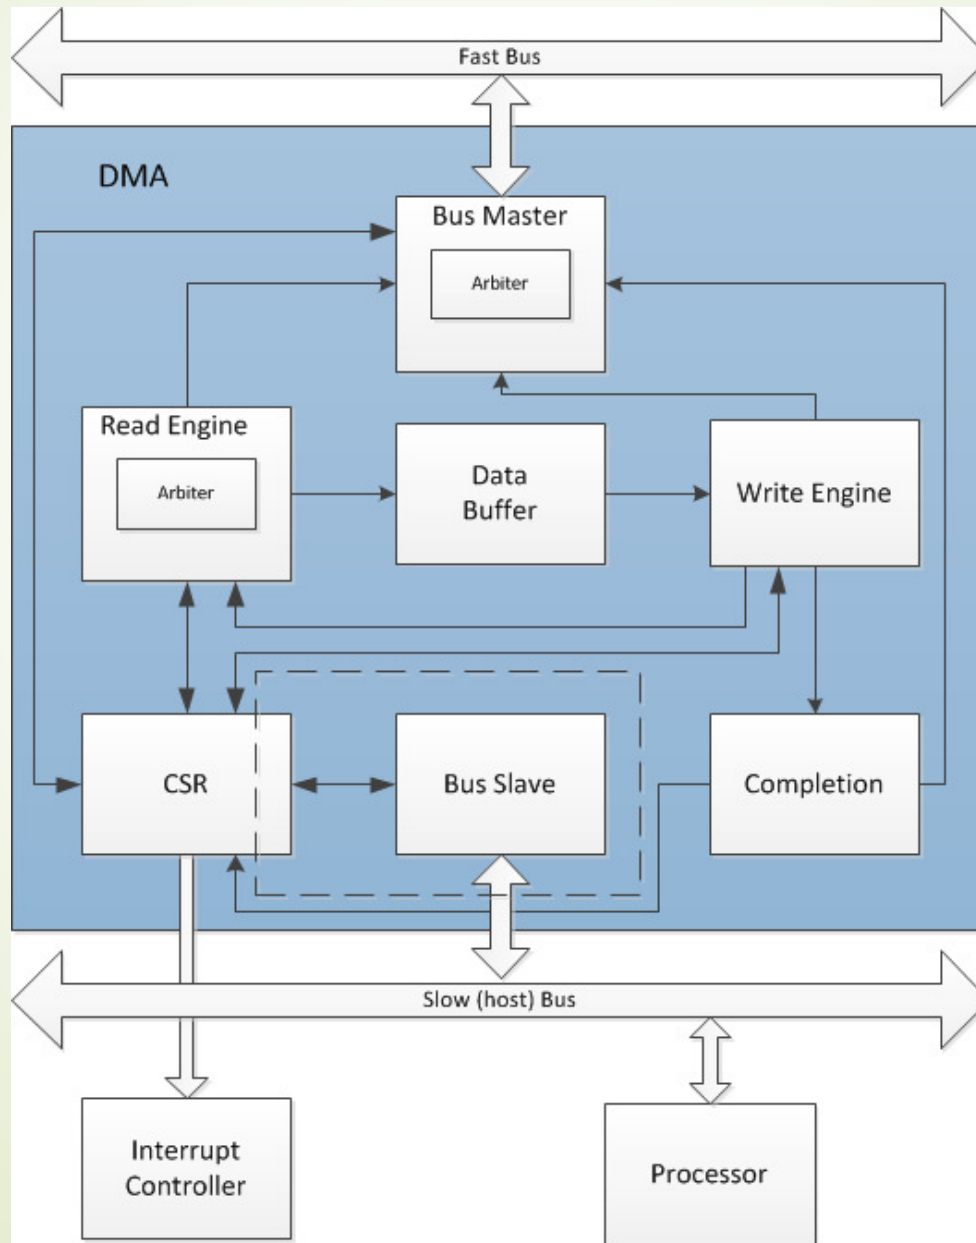 Fast Bus
DMA
Bus Master
Arbiter
Read Engine
Arbiter
Data
Buffer
Write Engine
CSR
Bus Slave
Completion
Slow (host) Bus
Interrupt
Controller
Processor